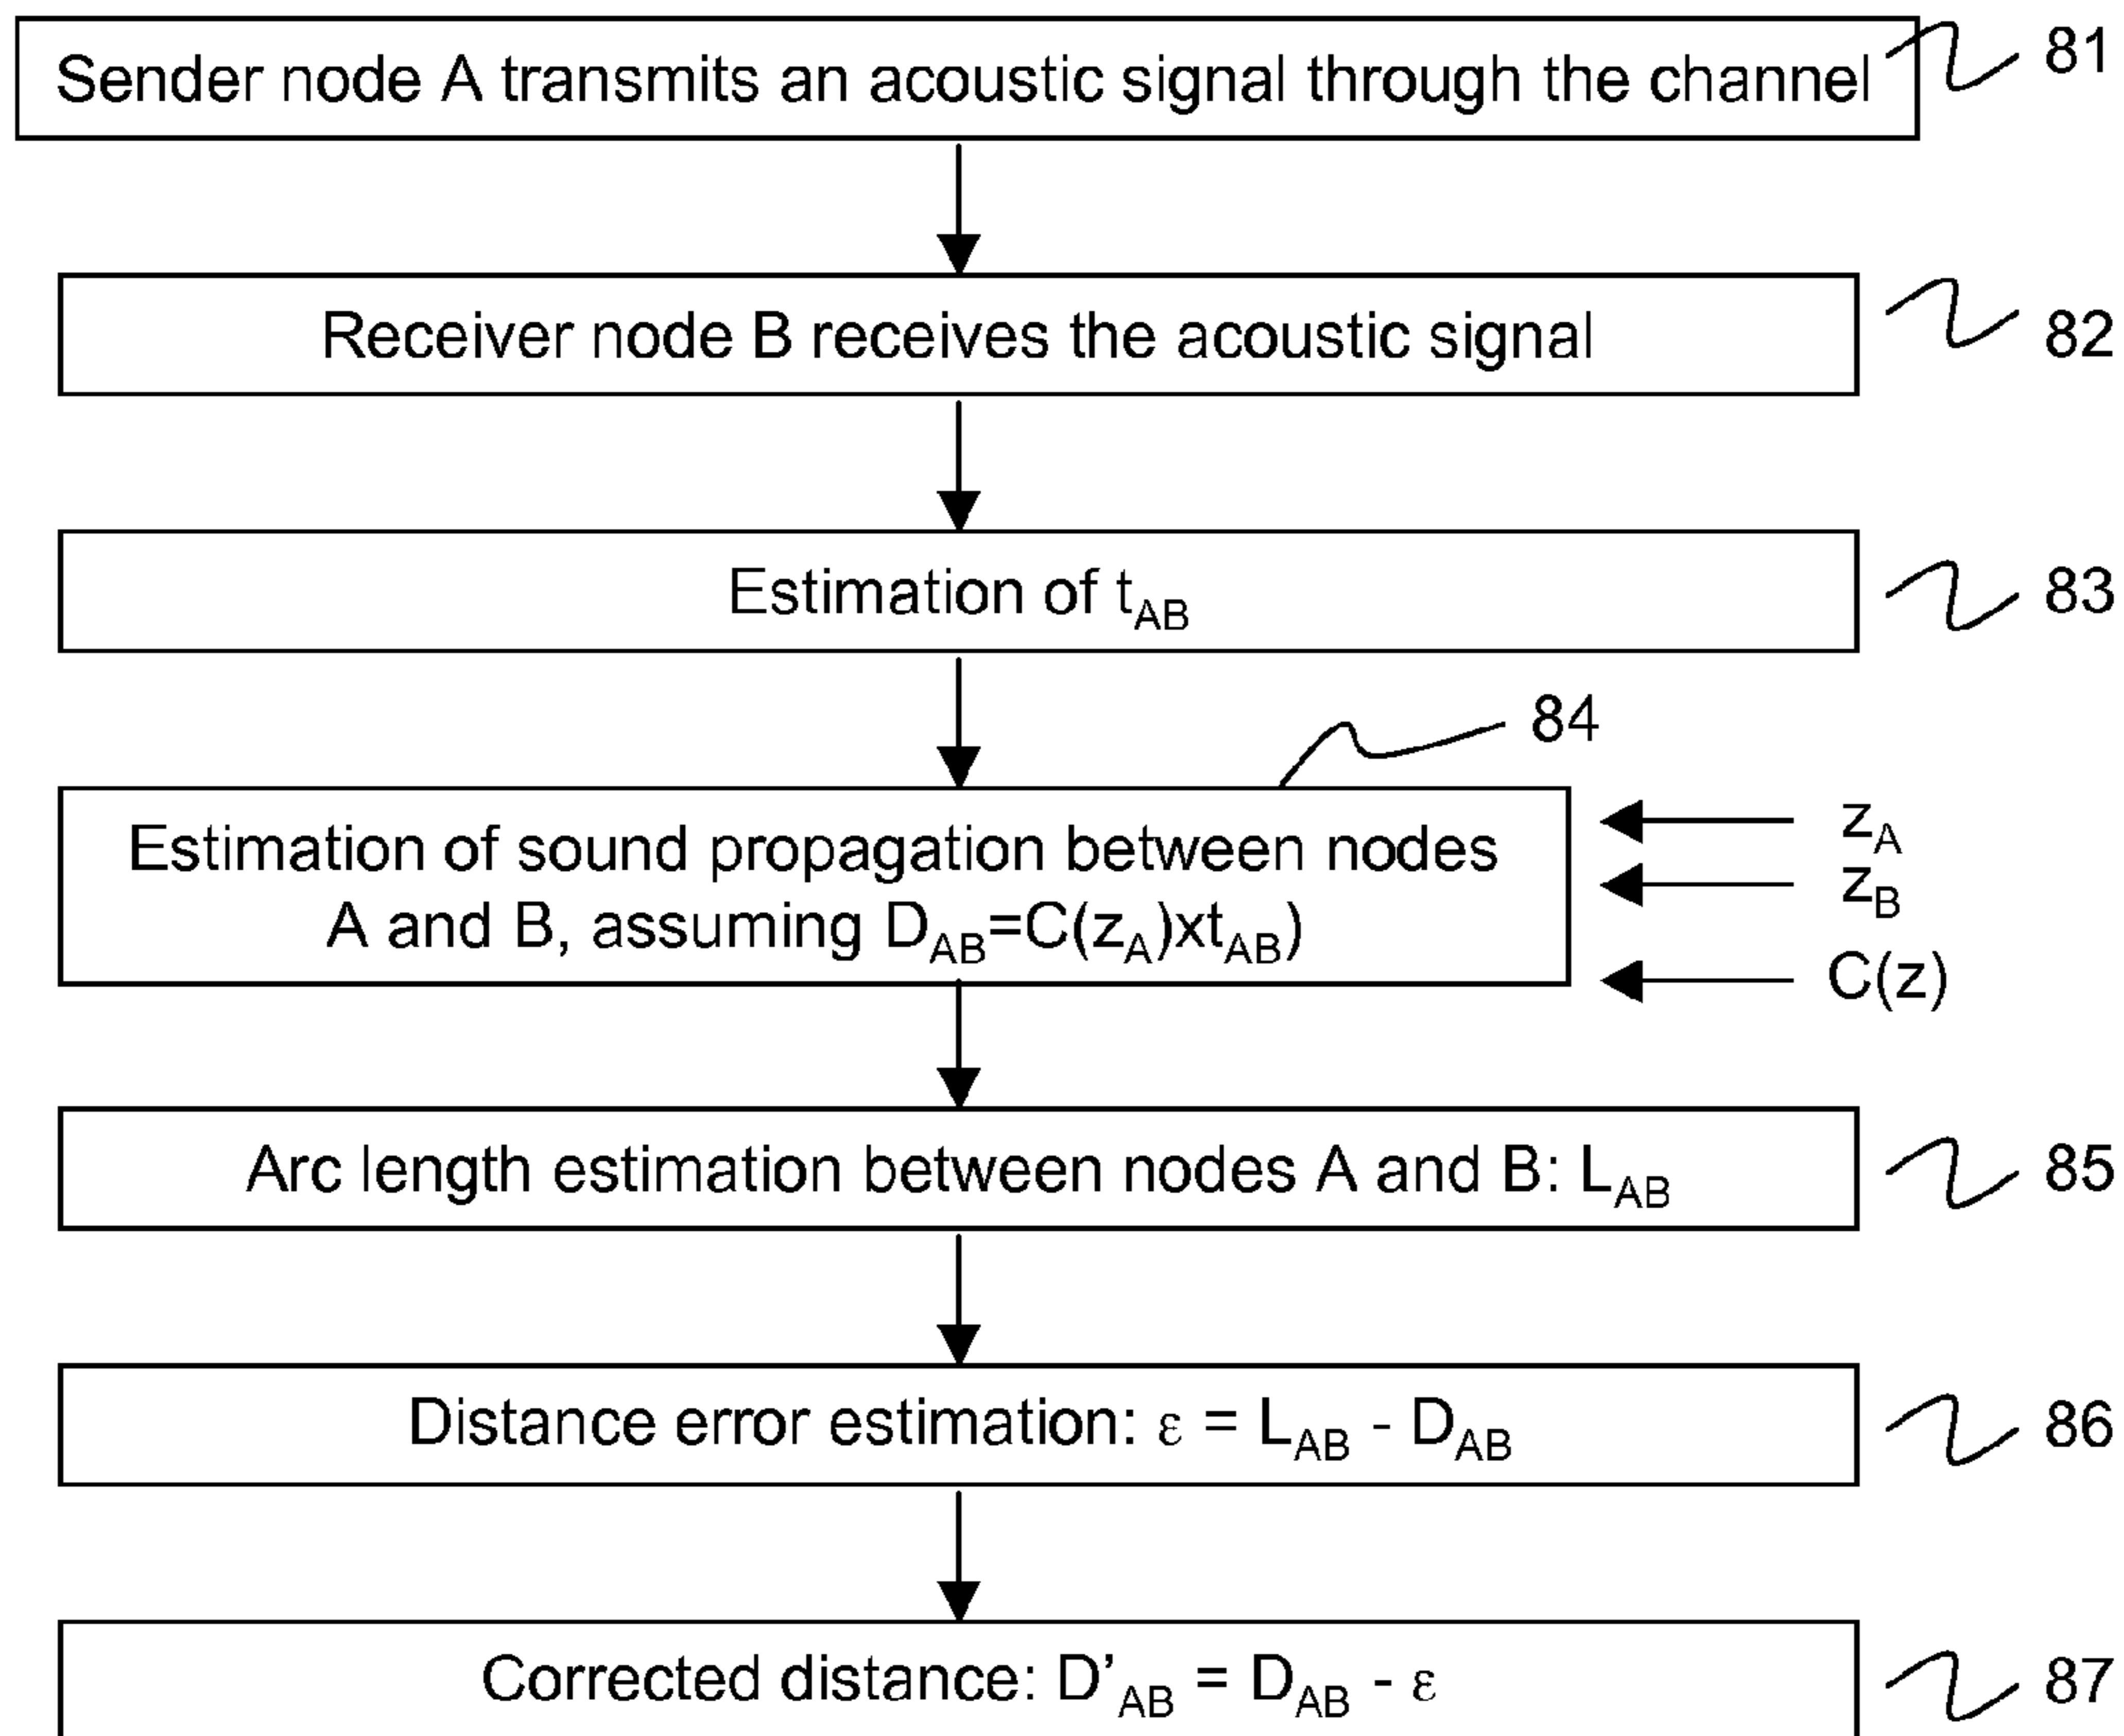 Sender node A transmits an acoustic signal through the channel
81
Receiver node B receives the acoustic signal
82
Estimation of tAB
83
84
Estimation of sound propagation between nodes
A and B, assuming DAB=C(zA)xtAB)
zA
zB
C(z)
Arc length estimation between nodes A and B: LAB
85
Distance error estimation: ε = LAB - DAB
86
Corrected distance: D’AB = DAB - ε
87